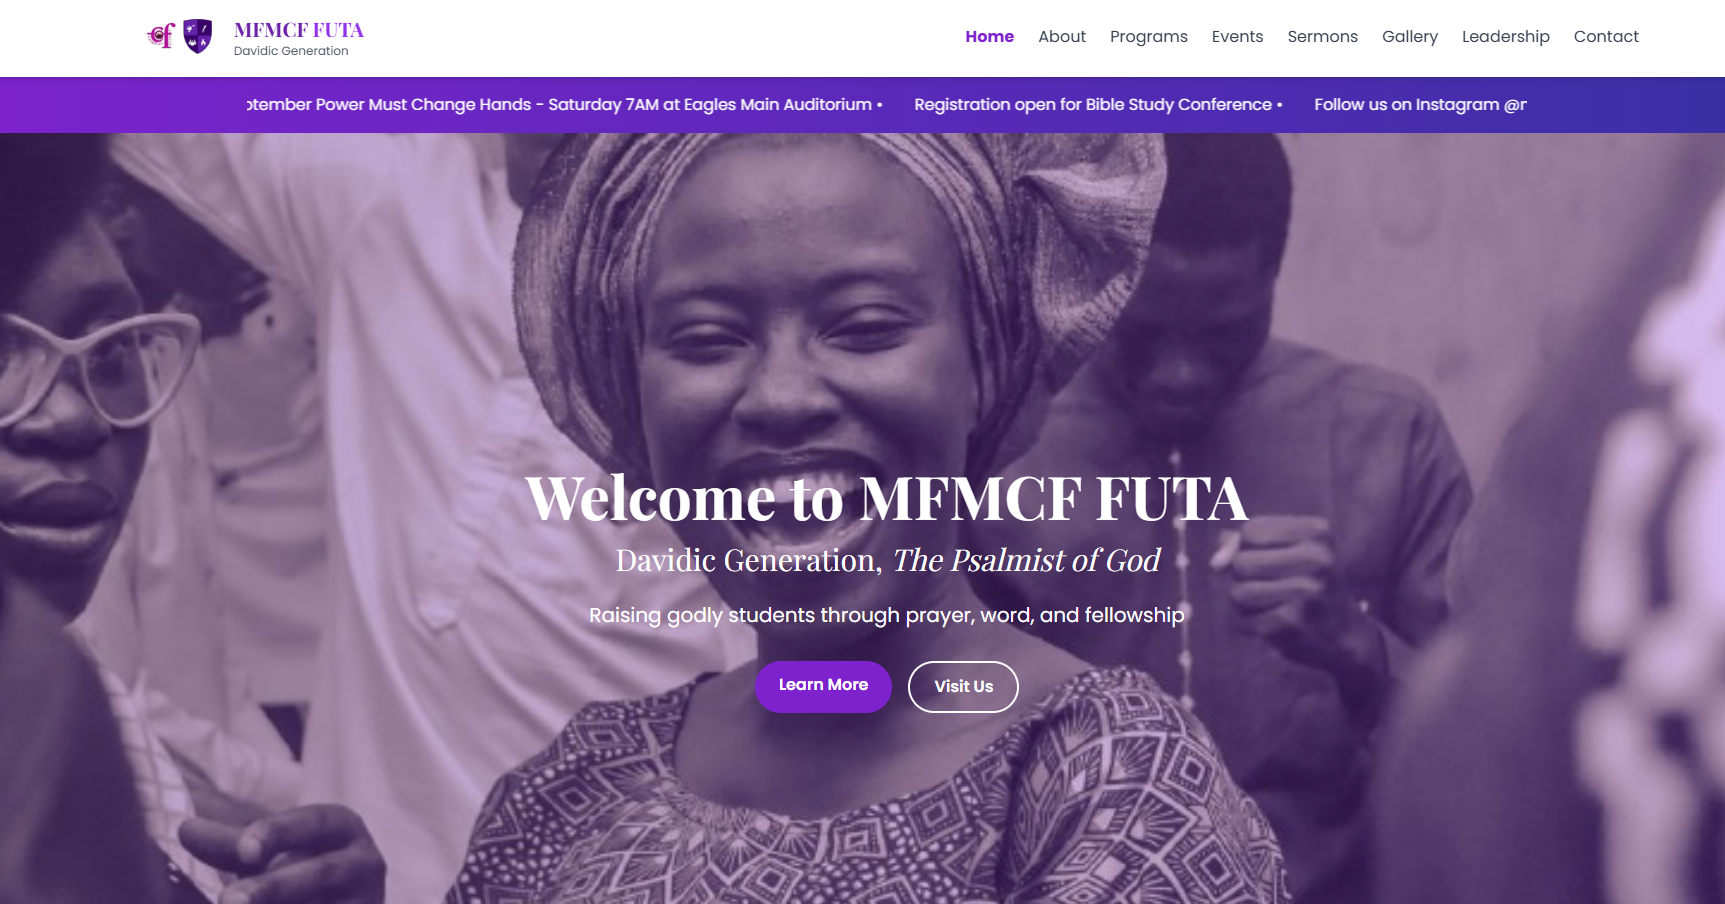 cf
MFMCF FUTA
Davidic Generation
Home About Programs Events Sermons Gallery Leadership Contact
Power Must Change Hands - Saturday 7AM at Eagles Main Auditorium • Registration open for Bible Study Conference • Follow us on Instagram
Welcome to MFMCF FUTA
Davidic Generation, The Psalmist of God
Raising godly students through prayer, word, and fellowship
Learn More Visit Us